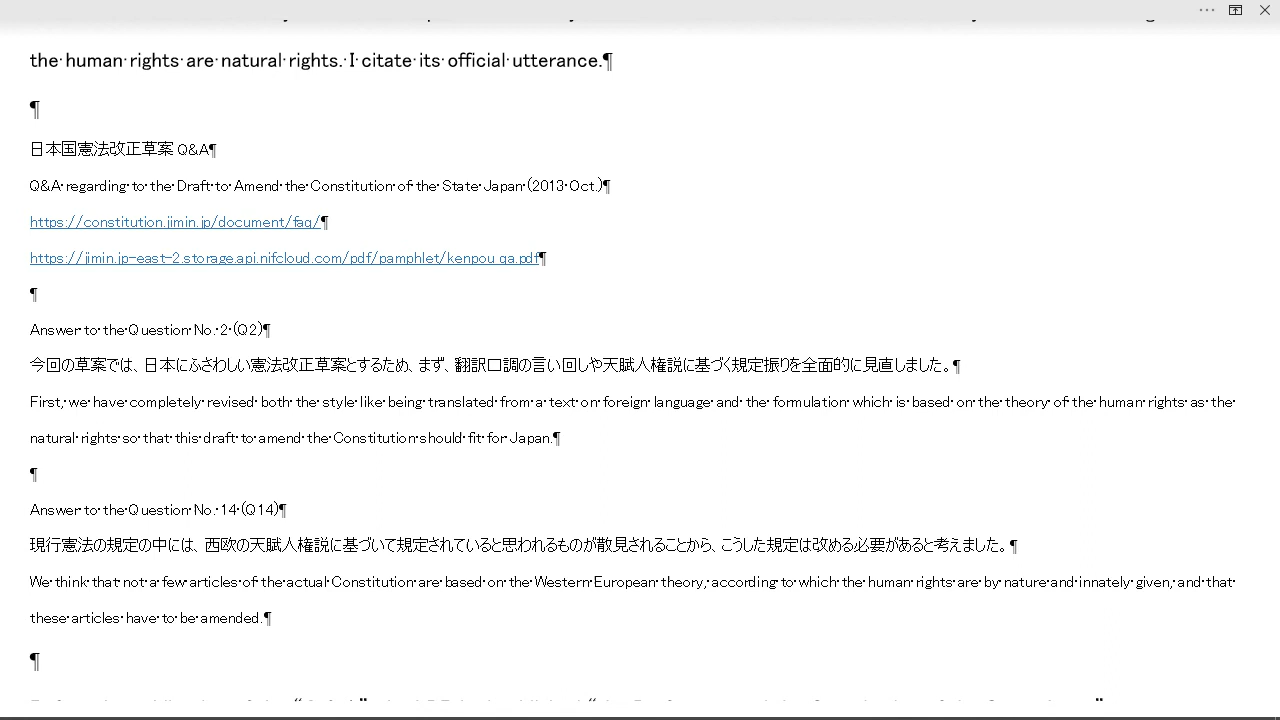 the human rights are natural rights. I citate its official utterance.
日本国憲法改正草案 Q&A
Q&A regarding to the Draft to Amend the Constitution of the State Japan (2013 Oct.)
https://constitution.jimin.jp/document/faq/
https://jimin.jp-east-2.storage.api.nifcloud.com/pdf/pamphlet/kenpou_qa.pdf
Answer to the Question No. 2 (Q2)
今回の草案では、日本にふさわしい憲法改正草案とするため、まず、翻訳口調の言い回しや天賦人権説に基づく規定振りを全面的に見直しました。
First, we have completely revised both the style like being translated from a text on foreign language and the formulation which is based on the theory of the human rights as the
natural rights so that this draft to amend the Constitution should fit for Japan.
Answer to the Question No. 14 (Q14)
現行憲法の規定の中には、西欧の天賦人権説に基づいて規定されていると思われるものが散見されることから、こうした規定は改める必要があると考えました。
We think that not a few articles of the actual Constitution are based on the Western European theory, according to which the human rights are by nature and innately given, and that
these articles have to be amended.